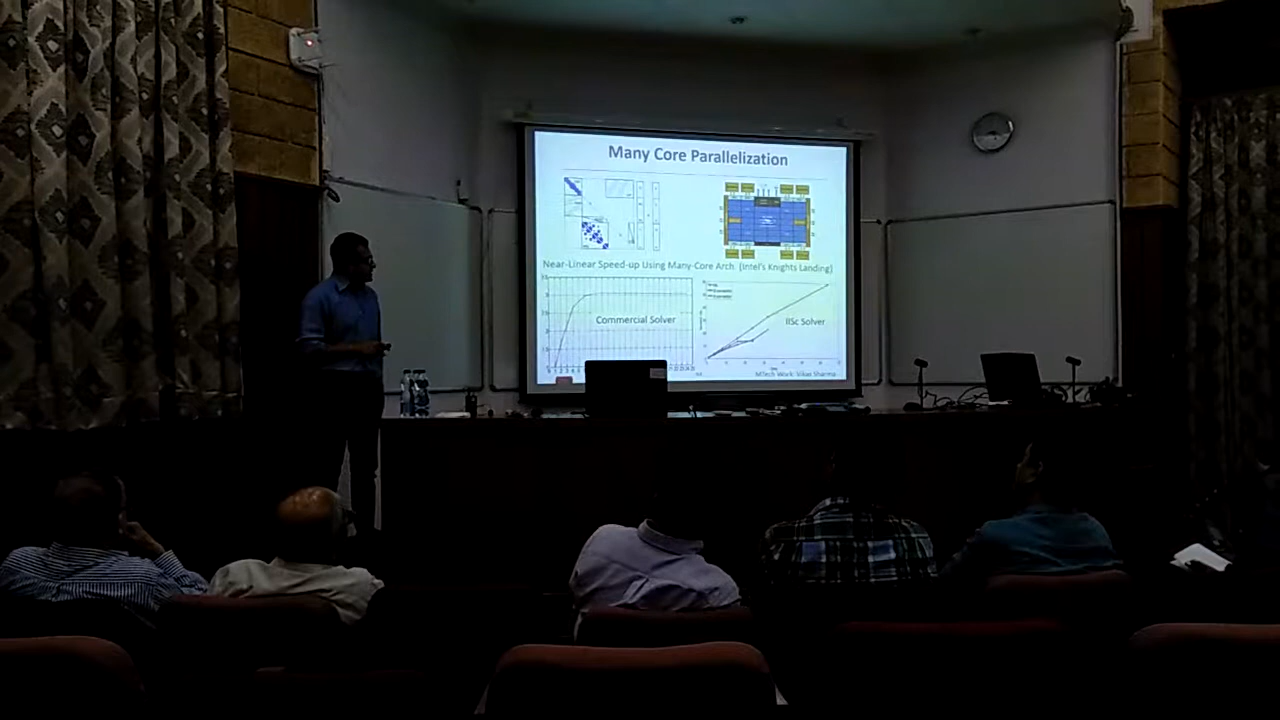 Many Core Parallelization
Near-Linear Speed-up Using Many-Core Arch (Intel's Knights Landing)
Commercial Solver
IISc Solver
MTech Work: Vikas Sharma